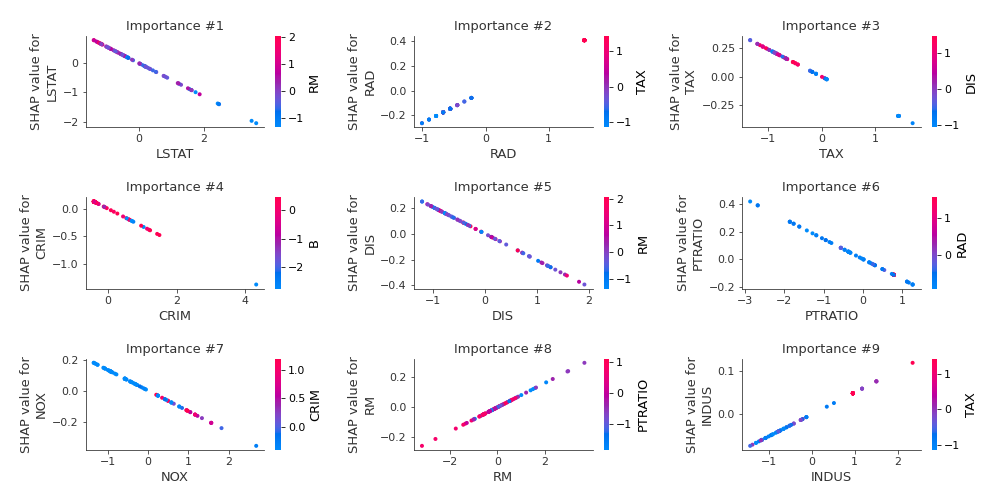 Importance #1
SHAP value for
LSTAT
0
−1
−2
0
2
LSTAT
2
1
0
−1
RM
Importance #2
SHAP value for
RAD
0.4
0.2
0.0
−0.2
−1
0
1
RAD
1
0
−1
TAX
Importance #3
SHAP value for
TAX
0.25
0.00
−0.25
−1
0
1
TAX
1
0
−1
DIS
Importance #4
SHAP value for
CRIM
0.0
−0.5
−1.0
0
2
4
CRIM
0
−1
−2
B
Importance #5
SHAP value for
DIS
0.2
0.0
−0.2
−0.4
−1
0
1
2
DIS
2
1
0
−1
RM
Importance #6
SHAP value for
PTRATIO
0.4
0.2
0.0
−0.2
−3
−2
−1
0
1
PTRATIO
1
0
RAD
Importance #7
SHAP value for
NOX
0.2
0.0
−0.2
−1
0
1
2
NOX
1.0
0.5
0.0
CRIM
Importance #8
SHAP value for
RM
0.2
0.0
−0.2
−2
0
2
RM
1
0
−1
PTRATIO
Importance #9
SHAP value for
INDUS
0.1
0.0
−1
0
1
2
INDUS
1
0
−1
TAX